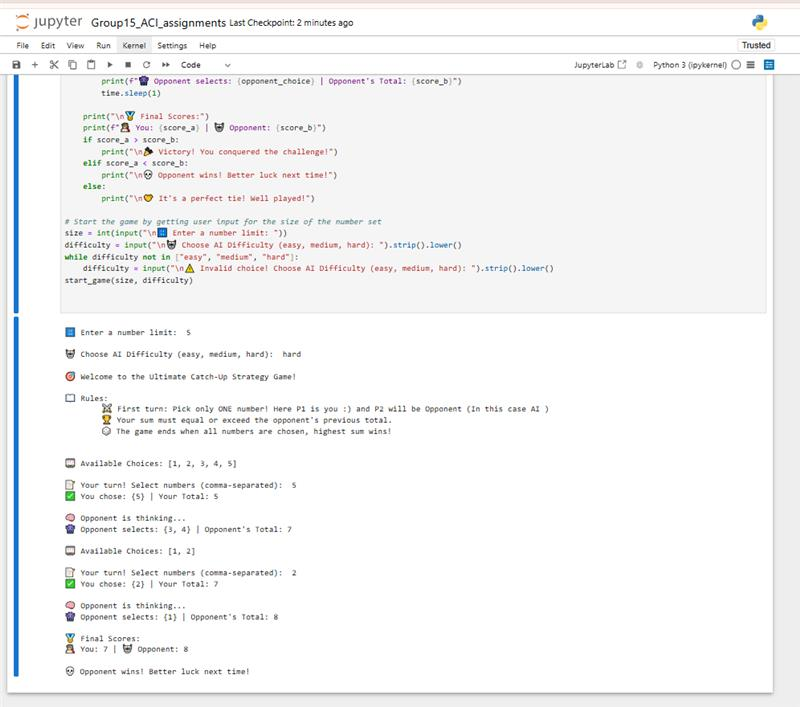 jupyter Group15_ACI_assignments Last Checkpoint: 2 minutes ago
File Edit View Run Kernel Settings Help
Trusted
Code
JupyterLab
Python 3 (ipykernel)
print(f"🔮 Opponent selects: {opponent_choice} | Opponent's Total: {score_b}")
time.sleep(1)
print("\n🏅 Final Scores:")
print(f" You: {score_a} | Opponent: {score_b}")
if score_a > score_b:
print("\n🎉 Victory! You conquered the challenge!")
elif score_a < score_b:
print("\n💀 Opponent wins! Better luck next time!")
else:
print("\n It's a perfect tie! Well played!")
# Start the game by getting user input for the size of the number set
size = int(input("\n🔢 Enter a number limit: "))
difficulty = input("\n Choose AI Difficulty (easy, medium, hard): ").strip().lower()
while difficulty not in ["easy", "medium", "hard"]:
difficulty = input("\n⚠️ Invalid choice! Choose AI Difficulty (easy, medium, hard): ").strip().lower()
start_game(size, difficulty)
🔢 Enter a number limit: 5
Choose AI Difficulty (easy, medium, hard): hard
🎯 Welcome to the Ultimate Catch-Up Strategy Game!
📖 Rules:
⚔️ First turn: Pick only ONE number! Here P1 is you :) and P2 will be Opponent (In this case AI )
🏆 Your sum must equal or exceed the opponent's previous total.
🎲 The game ends when all numbers are chosen, highest sum wins!
Available Choices: [1, 2, 3, 4, 5]
📝 Your turn! Select numbers (comma-separated): 5
✅ You chose: {5} | Your Total: 5
🧠 Opponent is thinking...
Opponent selects: {3, 4} | Opponent's Total: 7
Available Choices: [1, 2]
📝 Your turn! Select numbers (comma-separated): 2
✅ You chose: {2} | Your Total: 7
🧠 Opponent is thinking...
Opponent selects: {1} | Opponent's Total: 8
🏅 Final Scores:
You: 7 | Opponent: 8
💀 Opponent wins! Better luck next time!